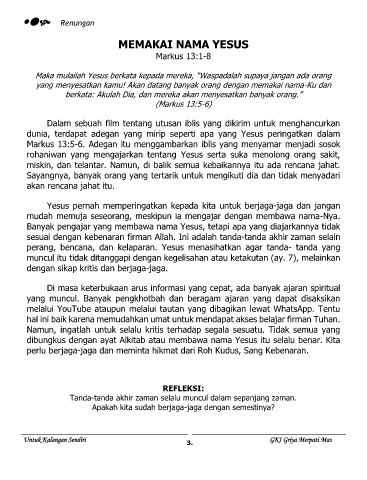 Renungan
MEMAKAI NAMA YESUS
Markus 13:1-8
Maka mulailah Yesus berkata kepada mereka, "Waspadalah supaya jangan ada orang
yang menyesatkan kamu! Akan datang banyak orang dengan memakai nama-Ku dan
berkata: Akulah Dia, dan mereka akan menyesatkan banyak orang."
(Markus 13:5-6)
Dalam sebuah film tentang utusan iblis yang dikirim untuk menghancurkan
dunia, terdapat adegan yang mirip seperti apa yang Yesus peringatkan dalam
Markus 13:5-6. Adegan itu menggambarkan iblis yang menyamar menjadi sosok
rohaniwan yang mengajarkan tentang Yesus serta suka menolong orang sakit,
miskin, dan telantar. Namun, di balik semua kebaikannya itu ada rencana jahat.
Sayangnya, banyak orang yang tertarik untuk mengikuti dia dan tidak menyadari
akan rencana jahat itu.
Yesus pernah memperingatkan kepada kita untuk berjaga-jaga dan jangan
mudah memuja seseorang, meskipun ia mengajar dengan membawa nama-Nya.
Banyak pengajar yang membawa nama Yesus, tetapi apa yang diajarkannya tidak
sesuai dengan kebenaran firman Allah. Ini adalah tanda-tanda akhir zaman selain
perang, bencana, dan kelaparan. Yesus menasihatkan agar tanda- tanda yang
muncul itu tidak ditanggapi dengan kegelisahan atau ketakutan (ay. 7), melainkan
dengan sikap kritis dan berjaga-jaga.
Di masa keterbukaan arus informasi yang cepat, ada banyak ajaran spiritual
yang muncul. Banyak pengkhotbah dan beragam ajaran yang dapat disaksikan
melalui YouTube ataupun melalui tautan yang dibagikan lewat WhatsApp. Tentu
hal ini baik karena memudahkan umat untuk mendapat akses belajar firman Tuhan.
Namun, ingatlah untuk selalu kritis terhadap segala sesuatu. Tidak semua yang
dibungkus dengan ayat Alkitab atau membawa nama Yesus itu selalu benar. Kita
perlu berjaga-jaga dan meminta hikmat dari Roh Kudus, Sang Kebenaran.
REFLEKSI:
Tanda-tanda akhir zaman selalu muncul dalam sepanjang zaman.
Apakah kita sudah berjaga-jaga dengan semestinya?
Untuk Kalangan Sendiri
3.
GKI Griya Merpati Mas